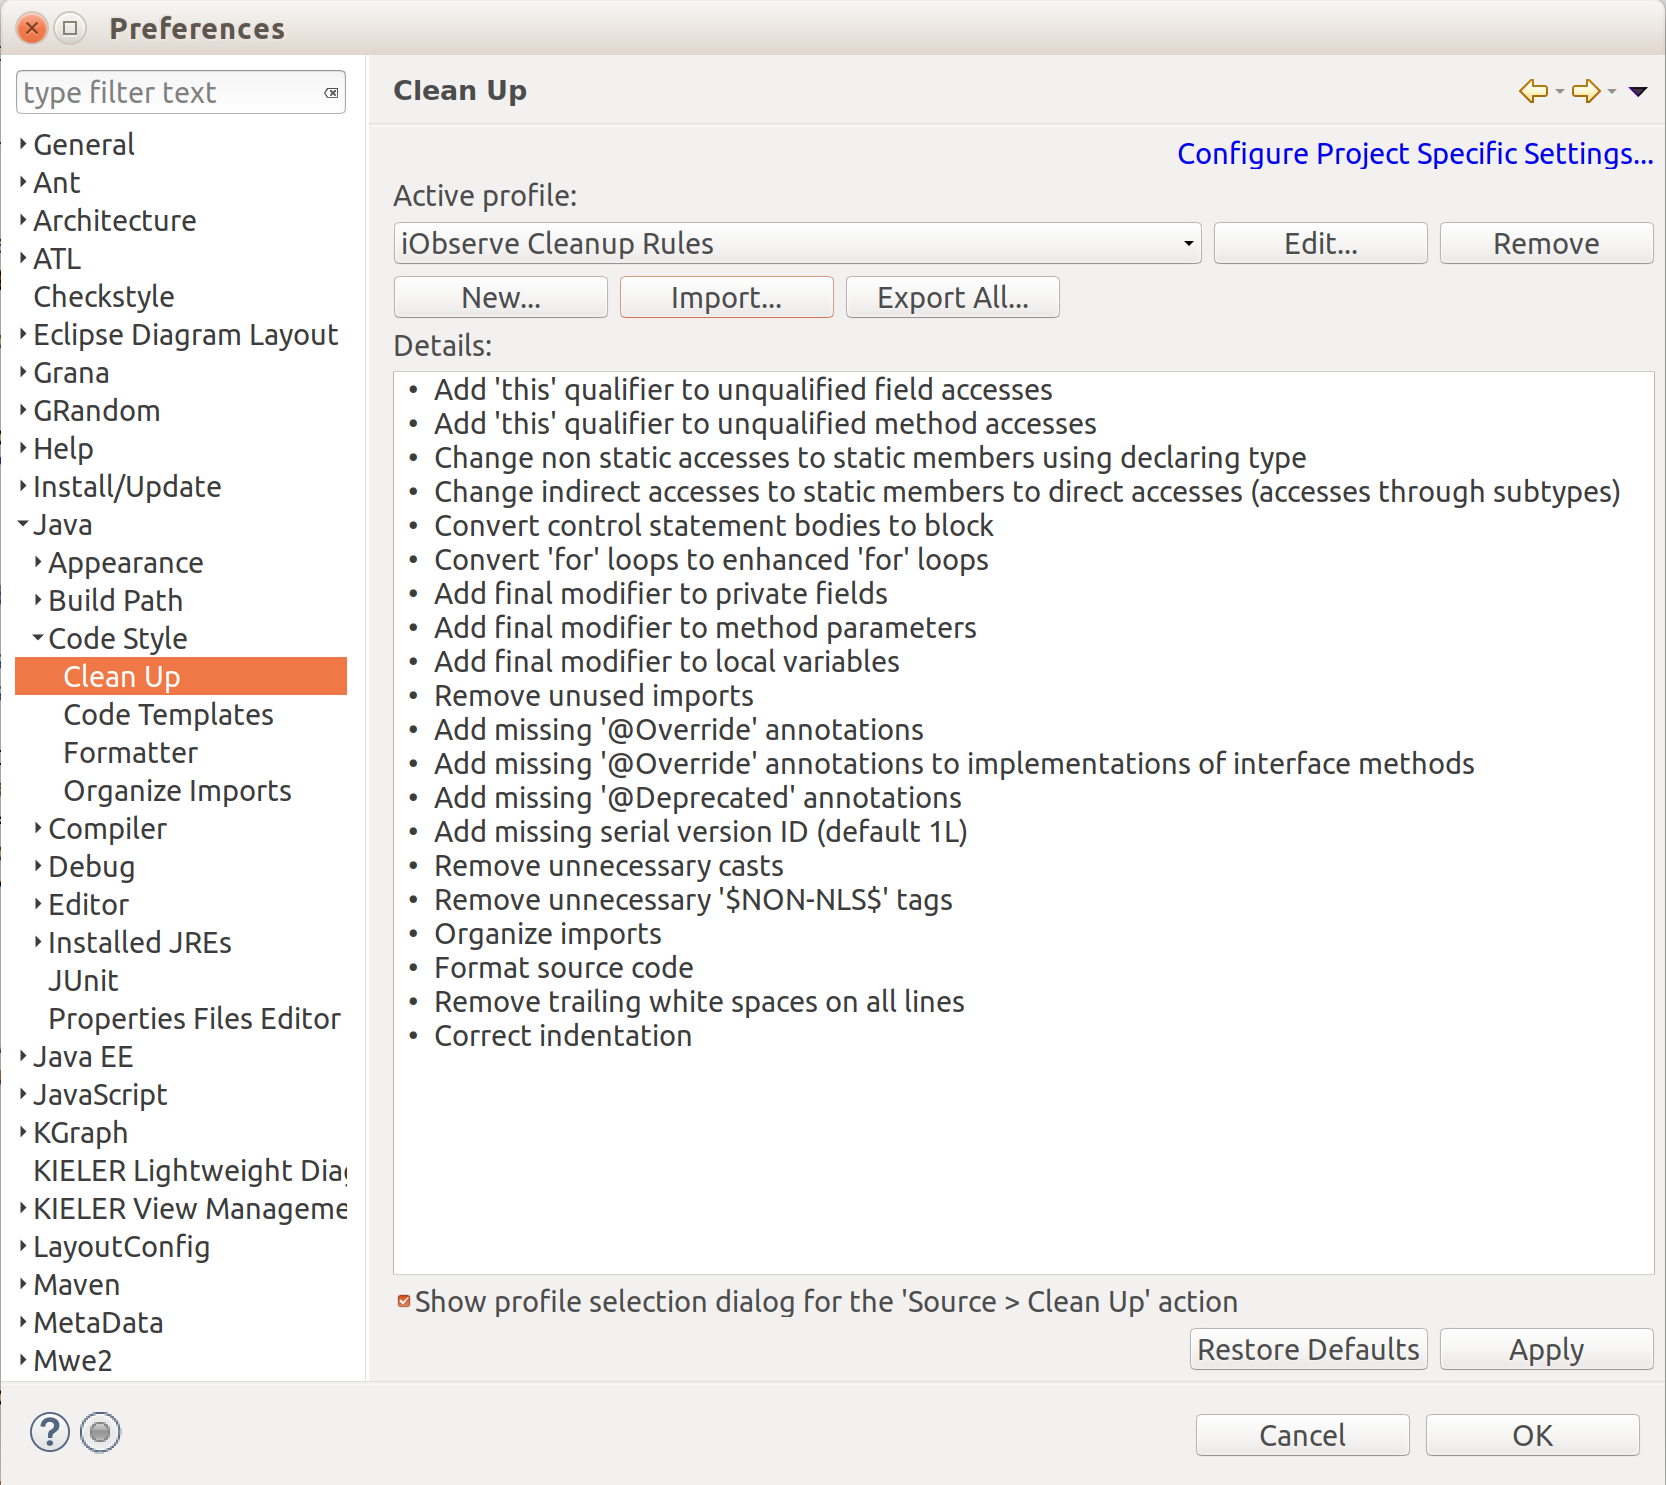 Preferences
type filter text
General
Ant
Architecture
ATL
Checkstyle
Eclipse Diagram Layout
Grana
GRandom
Help
Install/Update
Java
Appearance
Build Path
Code Style
Clean Up
Code Templates
Formatter
Organize Imports
Compiler
Debug
Editor
Installed JREs
JUnit
Properties Files Editor
Java EE
JavaScript
KGraph
KIELER Lightweight Diag
KIELER View Manageme
LayoutConfig
Maven
MetaData
Mwe2
Clean Up
Configure Project Specific Settings...
Active profile:
iObserve Cleanup Rules Edit... Remove
New... Import... Export All...
Details:
• Add 'this' qualifier to unqualified field accesses
• Add 'this' qualifier to unqualified method accesses
• Change non static accesses to static members using declaring type
• Change indirect accesses to static members to direct accesses (accesses through subtypes)
• Convert control statement bodies to block
• Convert 'for' loops to enhanced 'for' loops
• Add final modifier to private fields
• Add final modifier to method parameters
• Add final modifier to local variables
• Remove unused imports
• Add missing '@Override' annotations
• Add missing '@Override' annotations to implementations of interface methods
• Add missing '@Deprecated' annotations
• Add missing serial version ID (default 1L)
• Remove unnecessary casts
• Remove unnecessary '$NON-NLS$' tags
• Organize imports
• Format source code
• Remove trailing white spaces on all lines
• Correct indentation
Show profile selection dialog for the 'Source > Clean Up' action
Restore Defaults Apply
? Cancel OK